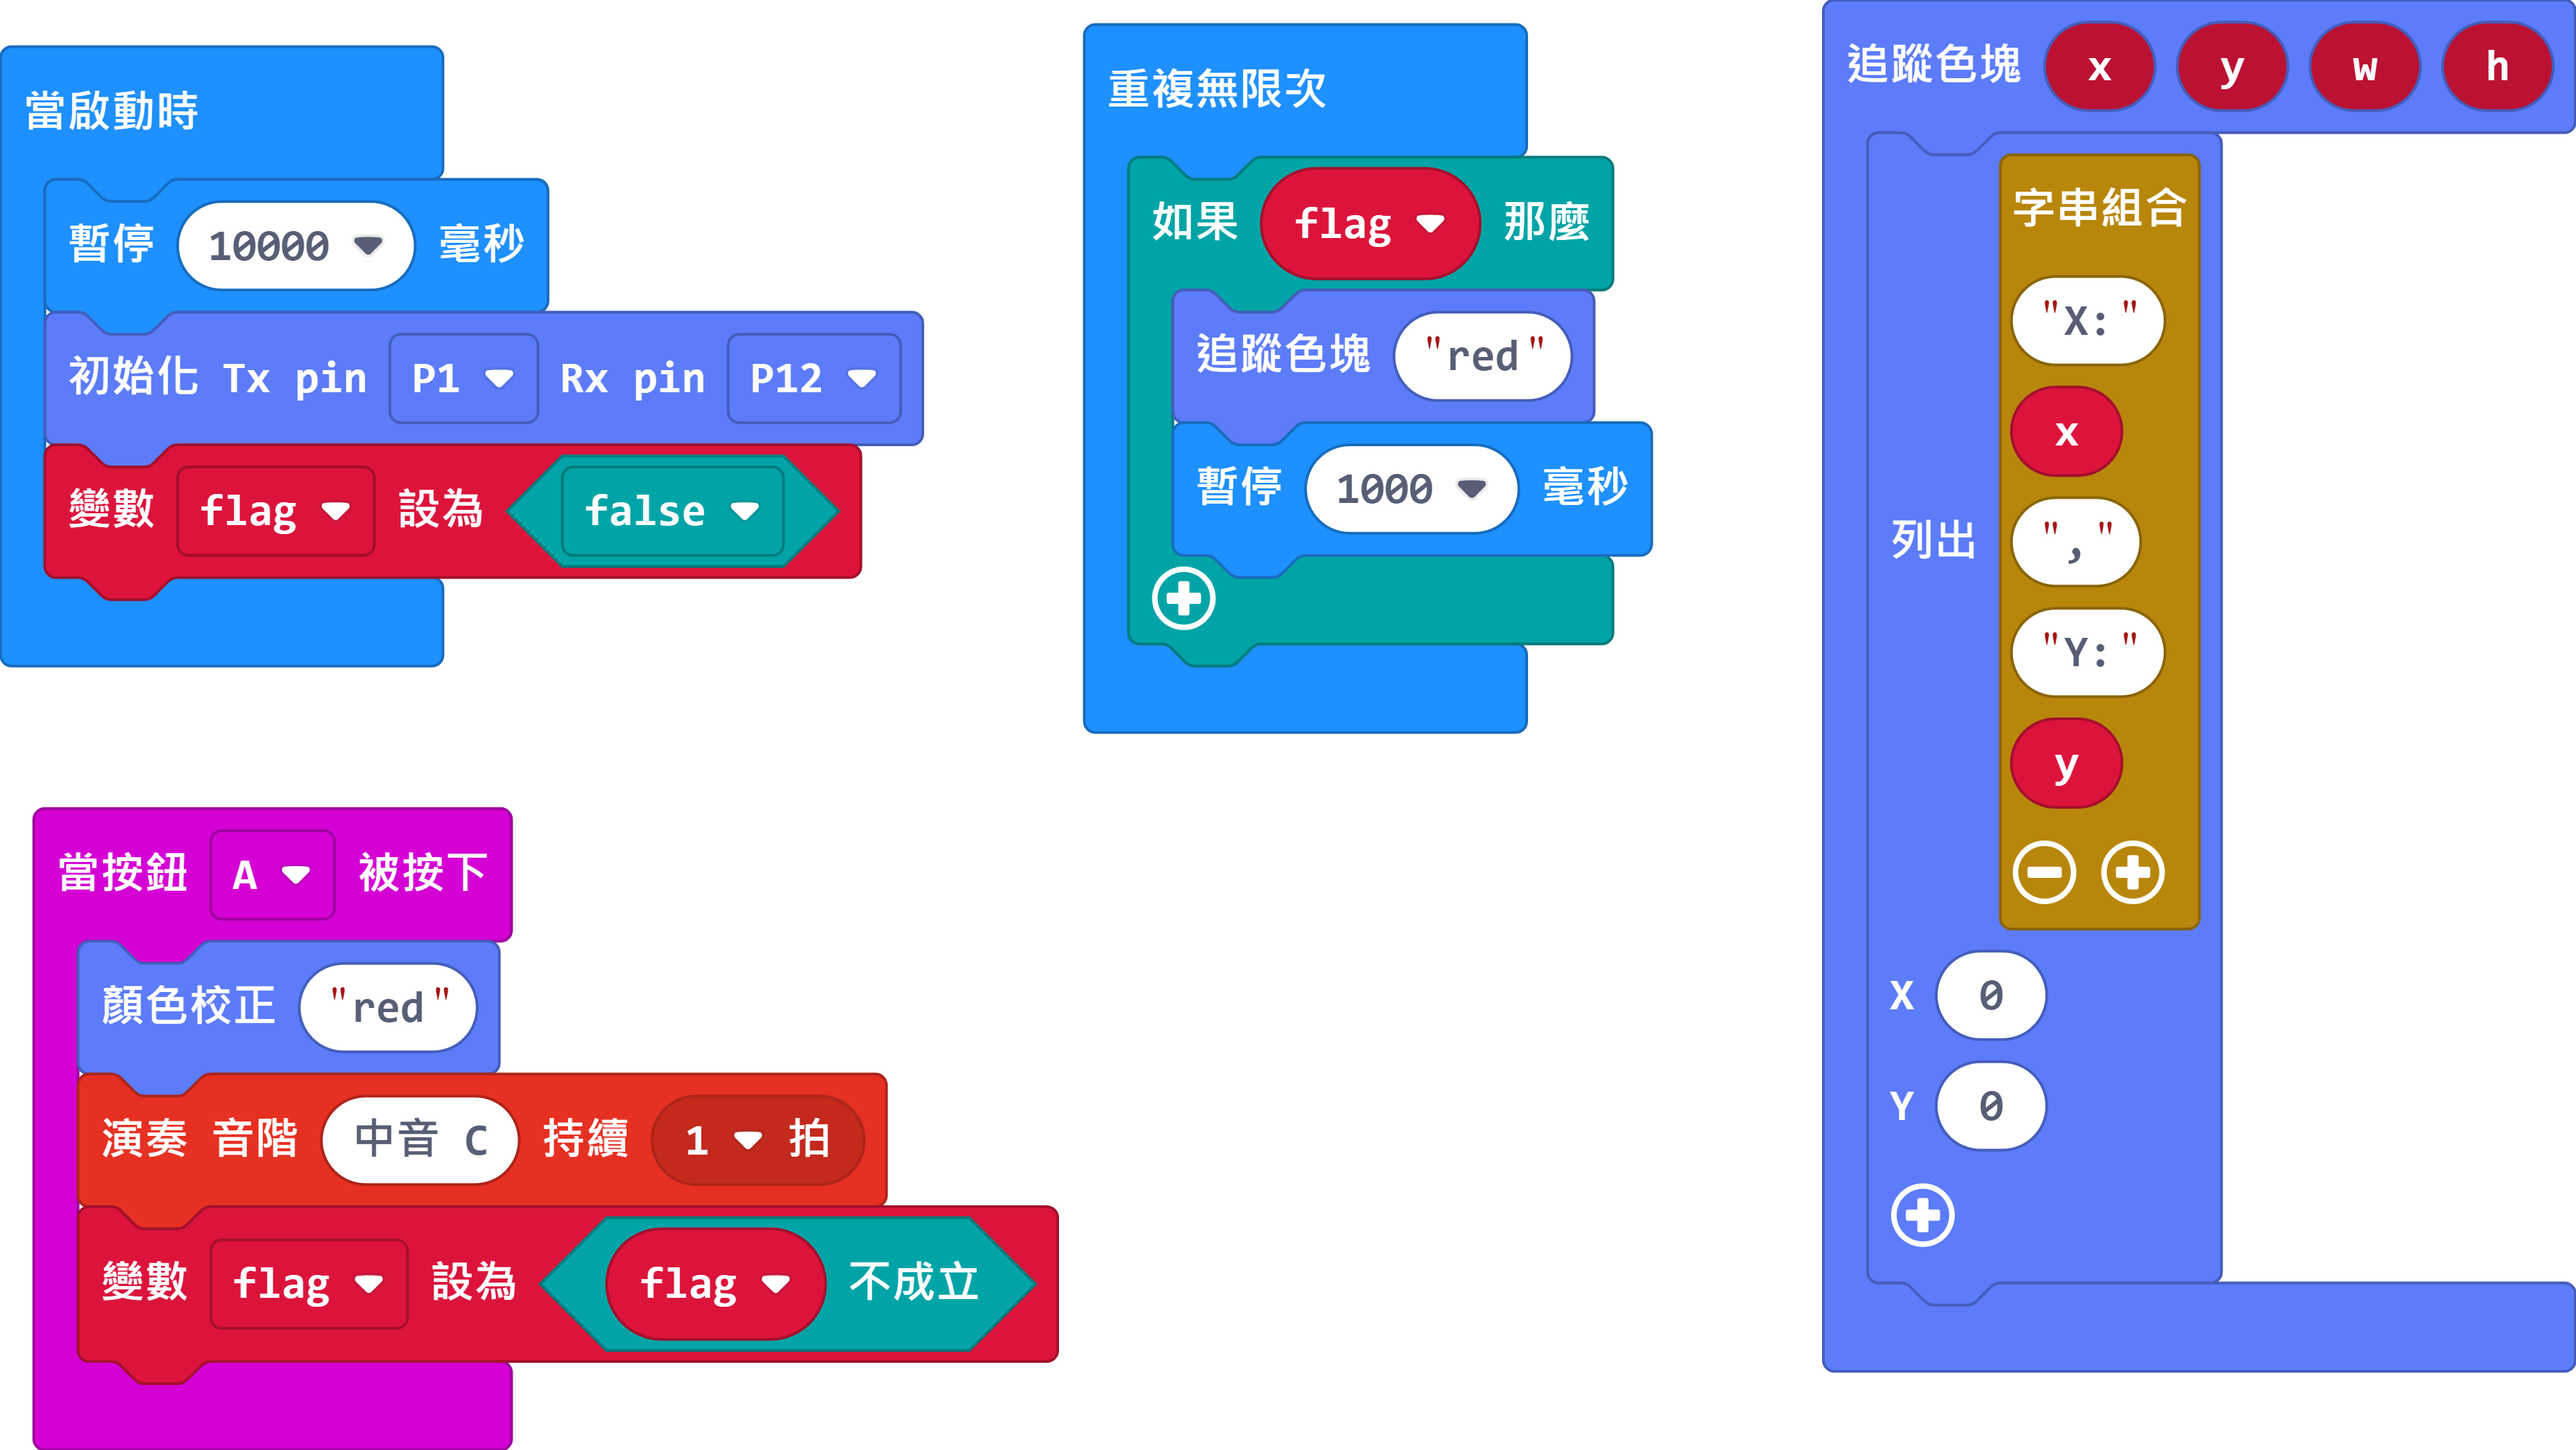 當啟動時
暫停 10000 毫秒
初始化 Tx pin P1 Rx pin P12
變數 flag 設為 false
重複無限次
如果 flag 那麼
追蹤色塊 "red"
暫停 1000 毫秒
追蹤色塊 x y w h
字串組合
"X:"
x
","
列出
"Y:"
y
X 0
Y 0
當按鈕 A 被按下
顏色校正 "red"
演奏 音階 中音 C 持續 1 拍
變數 flag 設為 flag 不成立